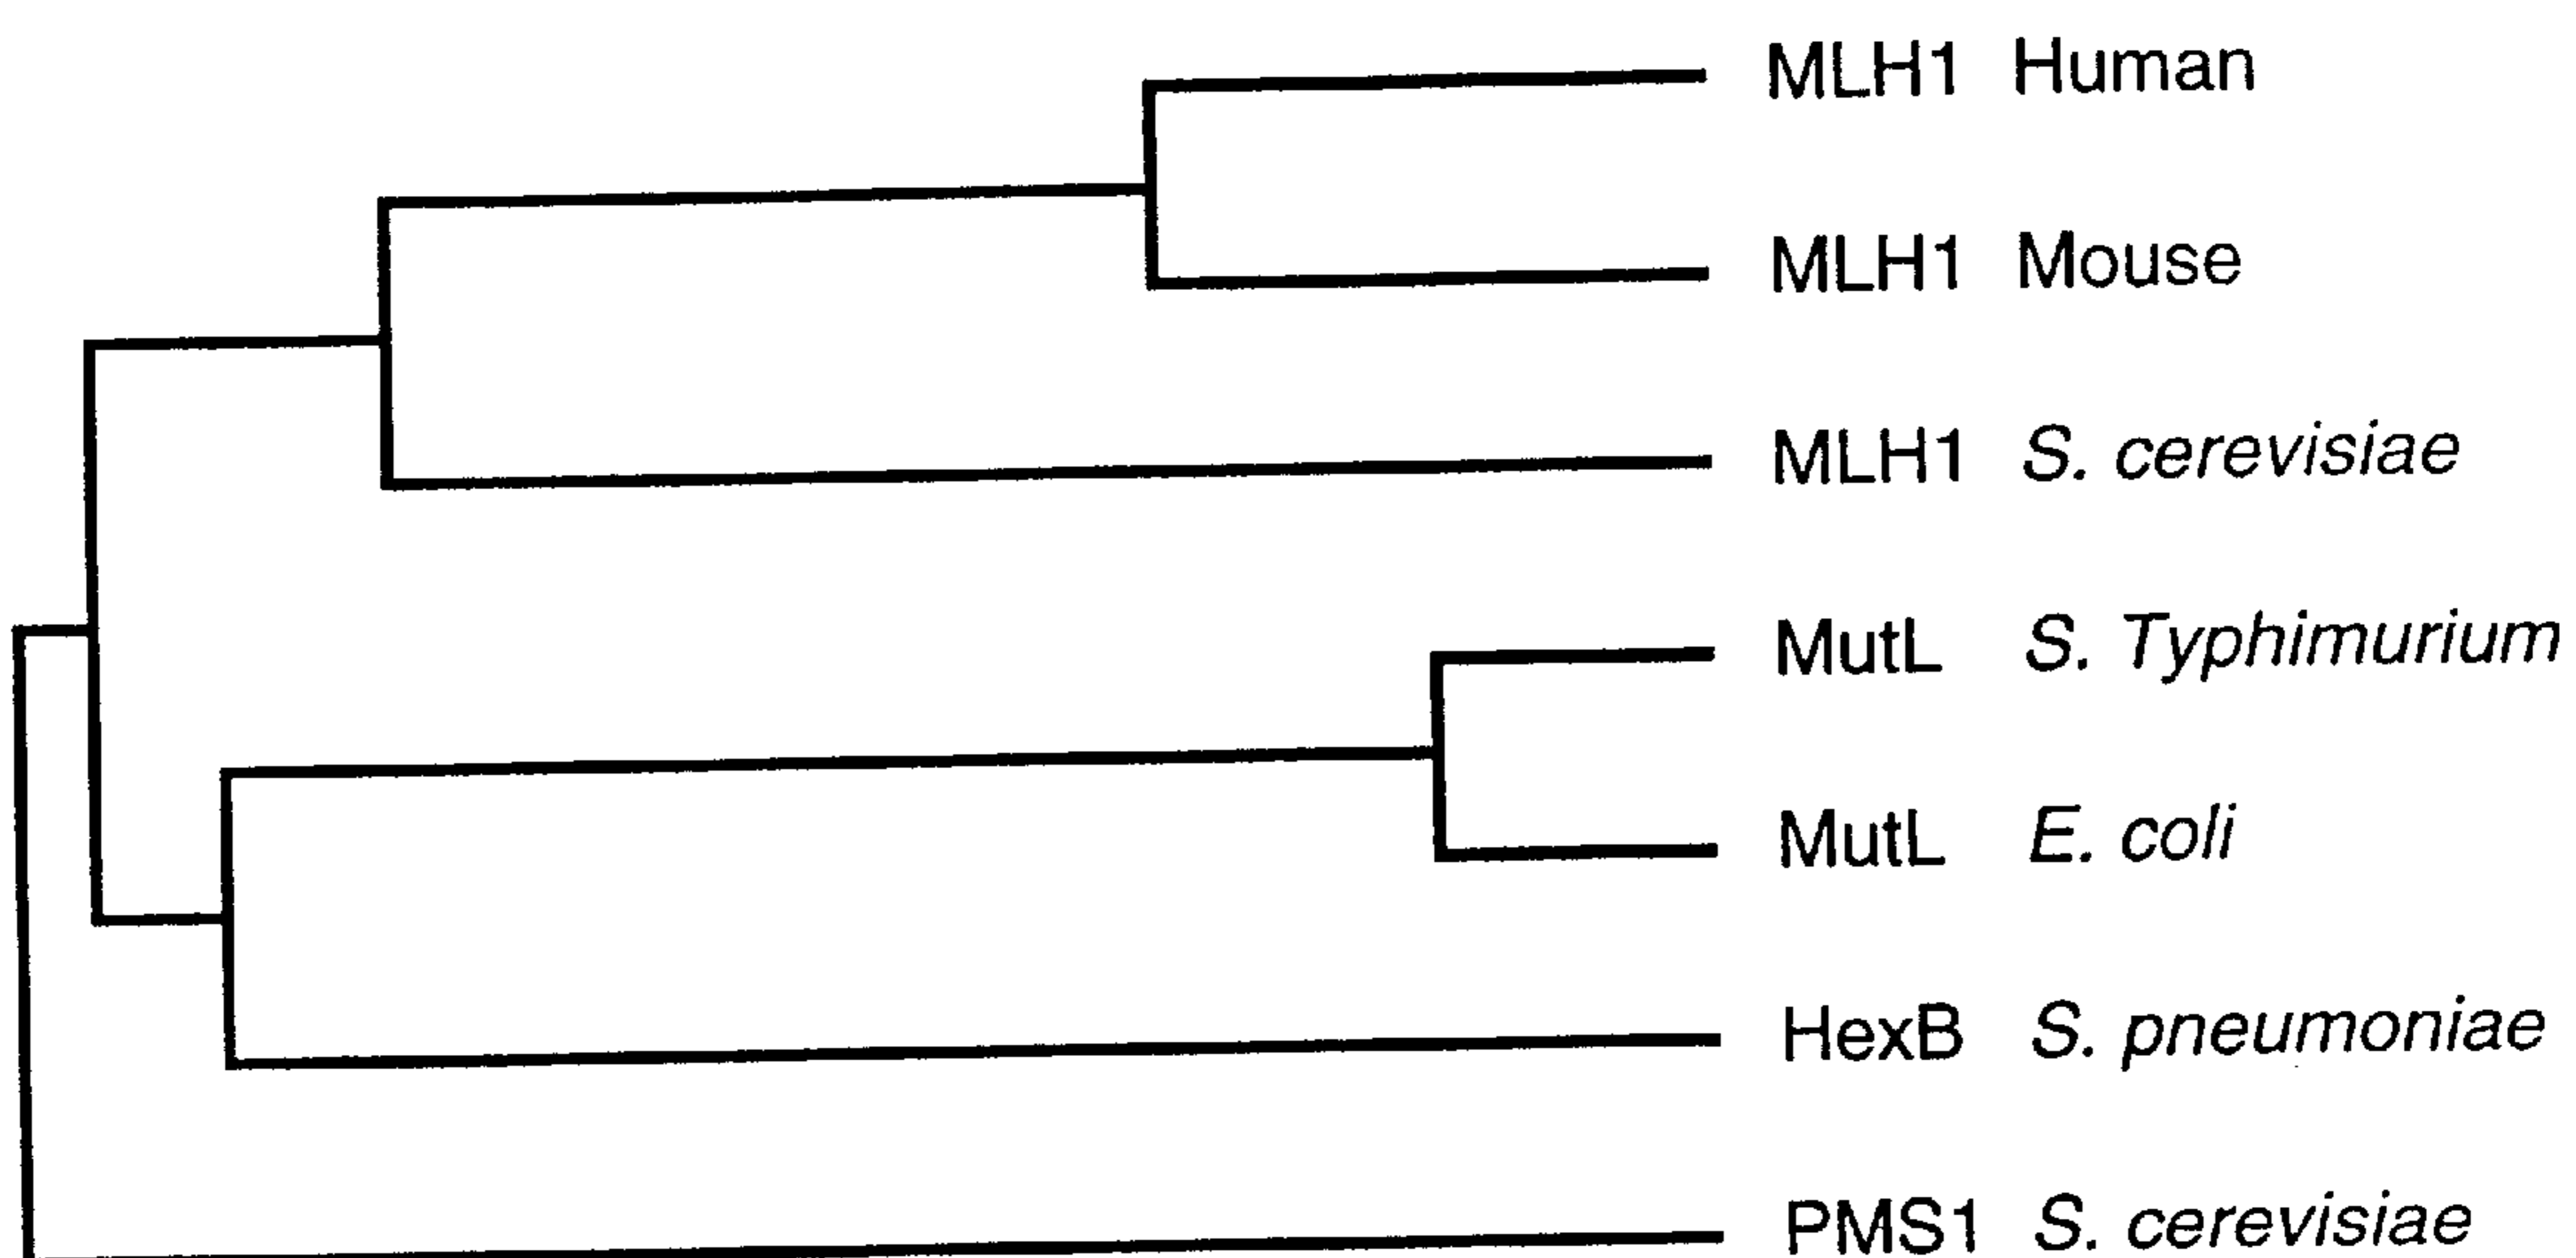 MLH1 Human
MLH1 Mouse
MLH1 S. cerevisiae
MutL S. Typhimurium
MutL E. coli
HexB S. pneumoniae
PMS1 S. cerevisiae